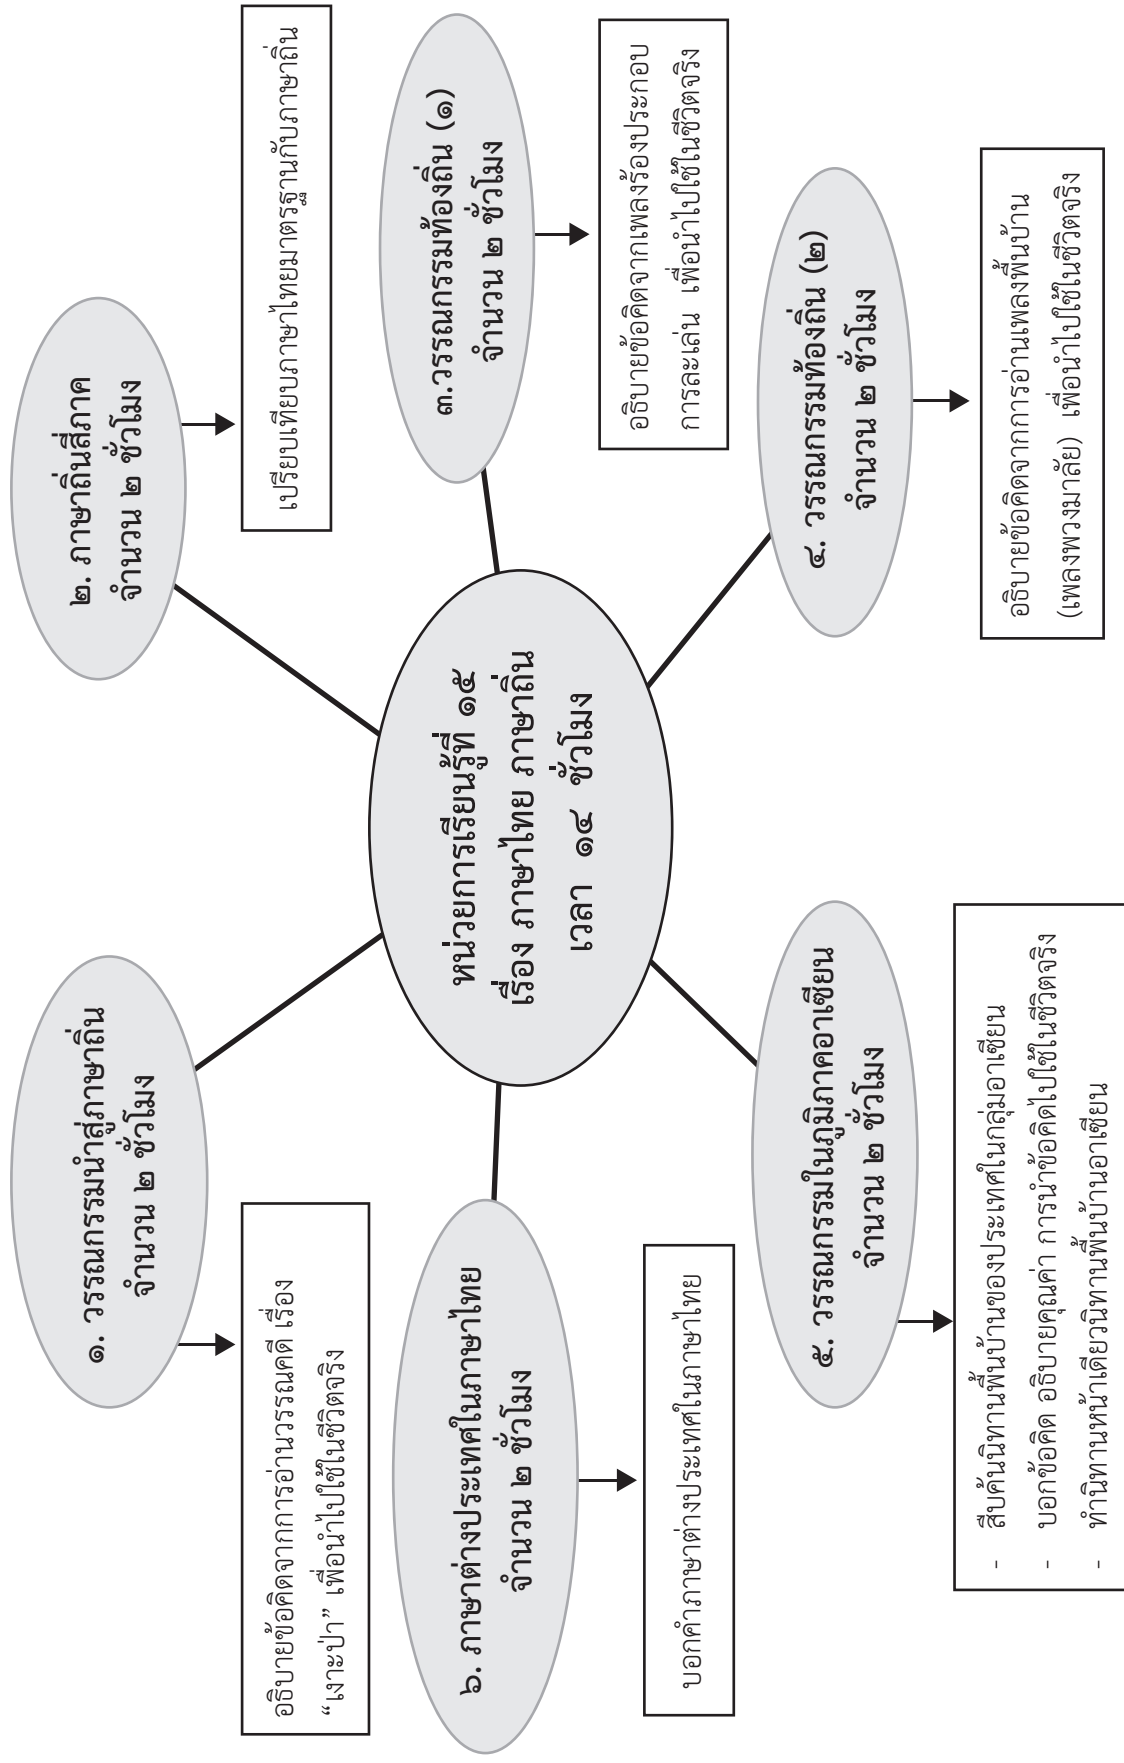 หน่วยการเรียนรู้ที่ ๑๕
เรื่อง ภาษาไทย ภาษาถิ่น
เวลา ๑๔ ชั่วโมง
๑. วรรณกรรมนำสู่ภาษาถิ่น
จำนวน ๒ ชั่วโมง
อธิบายข้อคิดจากการอ่านวรรณคดี เรื่อง
“เงาะป่า” เพื่อนำไปใช้ในชีวิตจริง
๒. ภาษาถิ่นสี่ภาค
จำนวน ๒ ชั่วโมง
เปรียบเทียบภาษาไทยมาตรฐานกับภาษาถิ่น
๓.วรรณกรรมท้องถิ่น (๑)
จำนวน ๒ ชั่วโมง
อธิบายข้อคิดจากเพลงร้องประกอบ
การละเล่น เพื่อนำไปใช้ในชีวิตจริง
๔. วรรณกรรมท้องถิ่น (๒)
จำนวน ๒ ชั่วโมง
อธิบายข้อคิดจากการอ่านเพลงพื้นบ้าน
(เพลงพวงมาลัย) เพื่อนำไปใช้ในชีวิตจริง
๕. วรรณกรรมในภูมิภาคอาเซียน
จำนวน ๒ ชั่วโมง
- สืบค้นนิทานพื้นบ้านของประเทศในกลุ่มอาเซียน
- บอกข้อคิด อธิบายคุณค่า การนำข้อคิดไปใช้ในชีวิตจริง
- ทำนิทานหน้าเดียวนิทานพื้นบ้านอาเซียน
๖. ภาษาต่างประเทศในภาษาไทย
จำนวน ๒ ชั่วโมง
บอกคำภาษาต่างประเทศในภาษาไทย